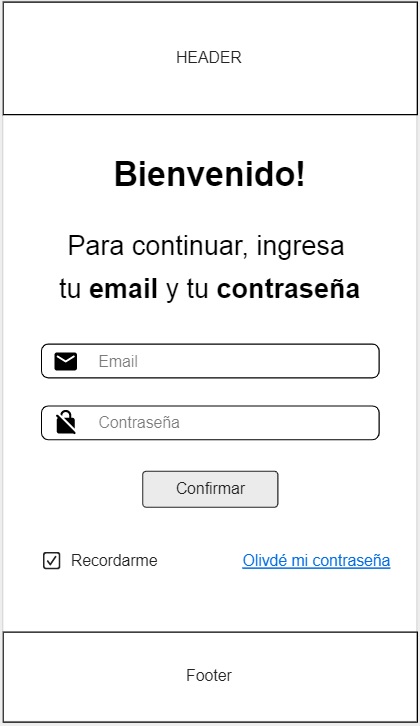 HEADER
Bienvenido!
Para continuar, ingresa
tu email y tu contraseña
Email
Contraseña
Confirmar
Recordarme
Olivdé mi contraseña
Footer